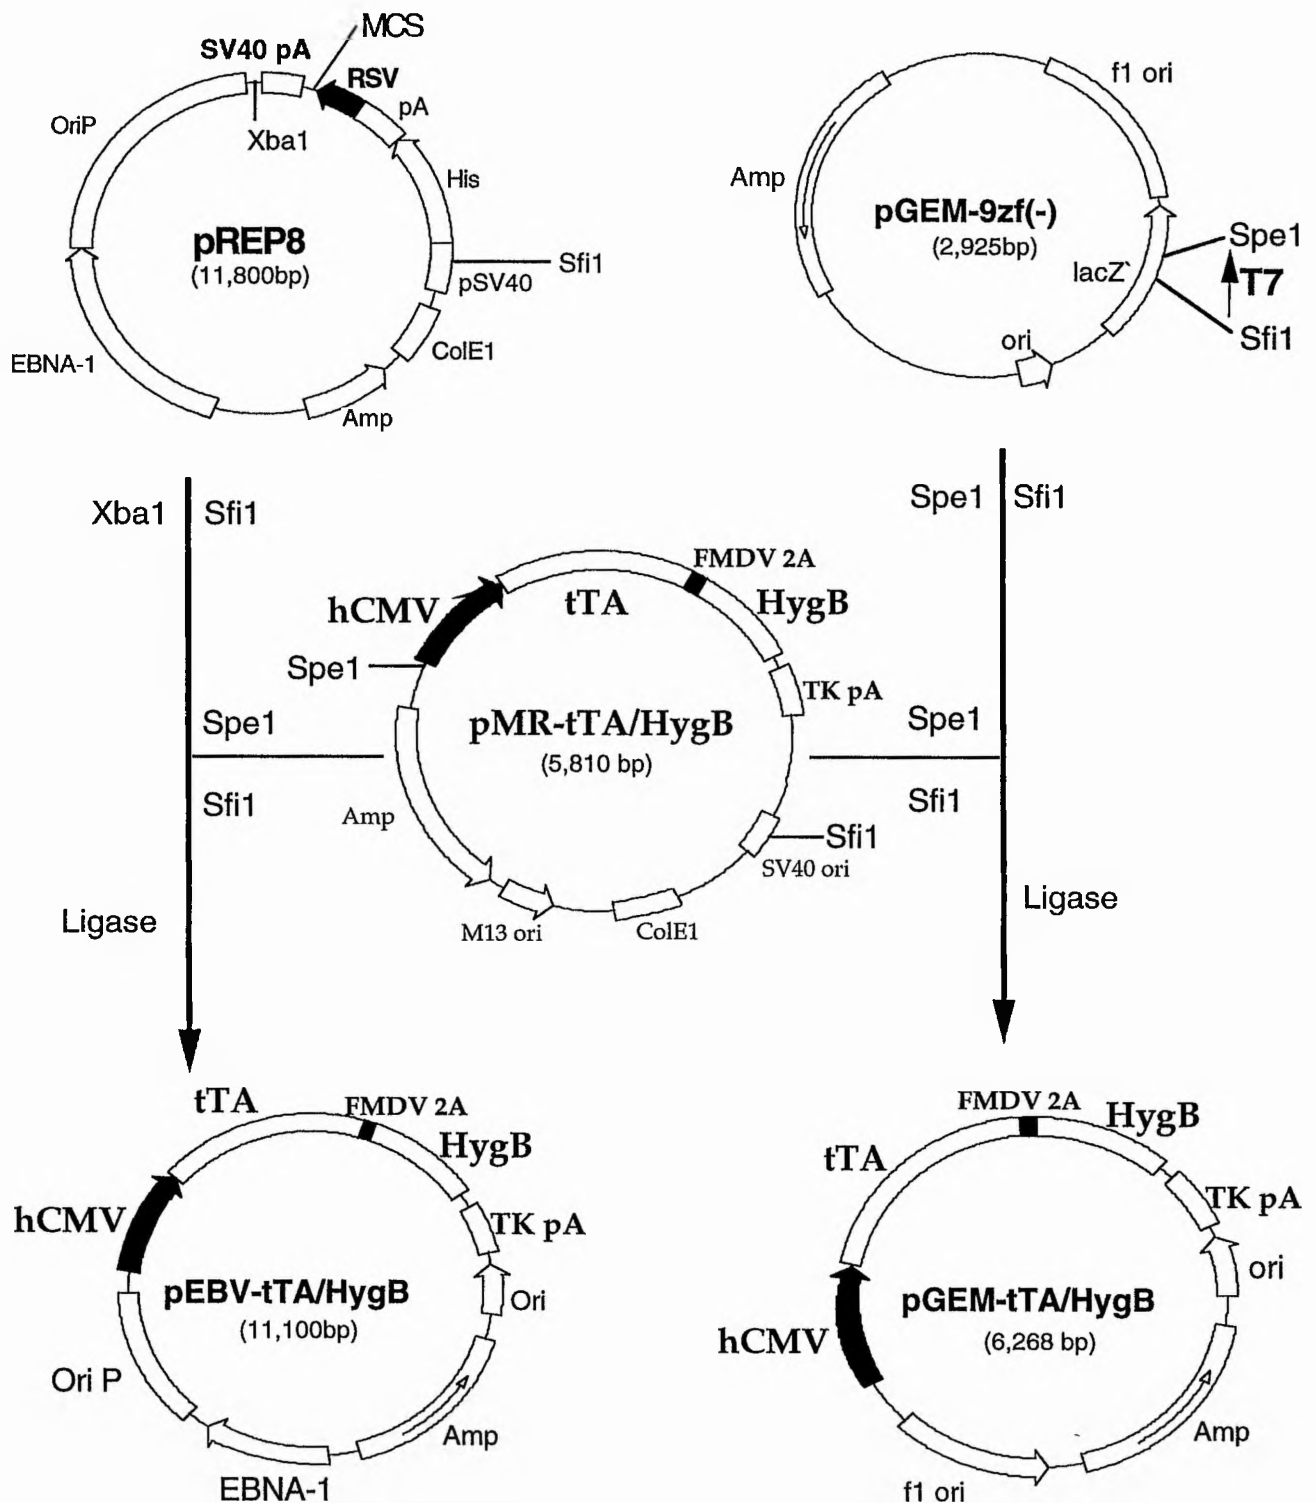 MCS
SV40 pA
RSV
pA
OriP
Xba1
His
pREP8
(11,800bp)
Sfi1
pSV40
ColE1
EBNA-1
Amp
f1 ori
Amp
pGEM-9zf(-)
(2,925bp)
Spe1
lacZ`
T7
ori
Sfi1
Xba1
Sfi1
Spe1
Sfi1
FMDV 2A
hCMV
tTA
HygB
Spe1
TK pA
Spe1
pMR-tTA/HygB
(5,810 bp)
Spe1
Sfi1
Sfi1
Amp
Sfi1
SV40 ori
M13 ori
ColE1
Ligase
Ligase
tTA
FMDV 2A
HygB
hCMV
TK pA
pEBV-tTA/HygB
(11,100bp)
Ori
Ori P
Amp
EBNA-1
FMDV 2A
HygB
tTA
TK pA
ori
pGEM-tTA/HygB
(6,268 bp)
hCMV
Amp
f1 ori